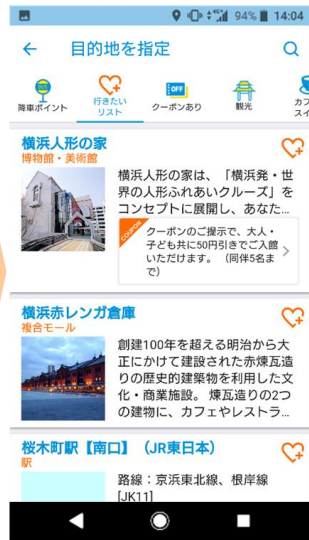 94% 14:04
目的地を指定
OFF
降車ポイント
行きたい
リスト
クーポンあり
観光
カフ
スイ
横浜人形の家
博物館・美術館
横浜人形の家は、「横浜発・世
界の人形ふれあいクルーズ」を
コンセプトに展開し、あなた...
COUPON
クーポンのご提示で、大人・
子ども共に50円引きでご入館
いただけます。（同伴5名ま
で）
横浜赤レンガ倉庫
複合モール
創建100年を超える明治から大
正にかけて建設された赤煉瓦造
りの歴史的建築物を利用した文
化・商業施設。 煉瓦造りの2つ
の建物に、カフェやレストラ...
桜木町駅【南口】（JR東日本）
駅
路線：京浜東北線、根岸線
[JK11]